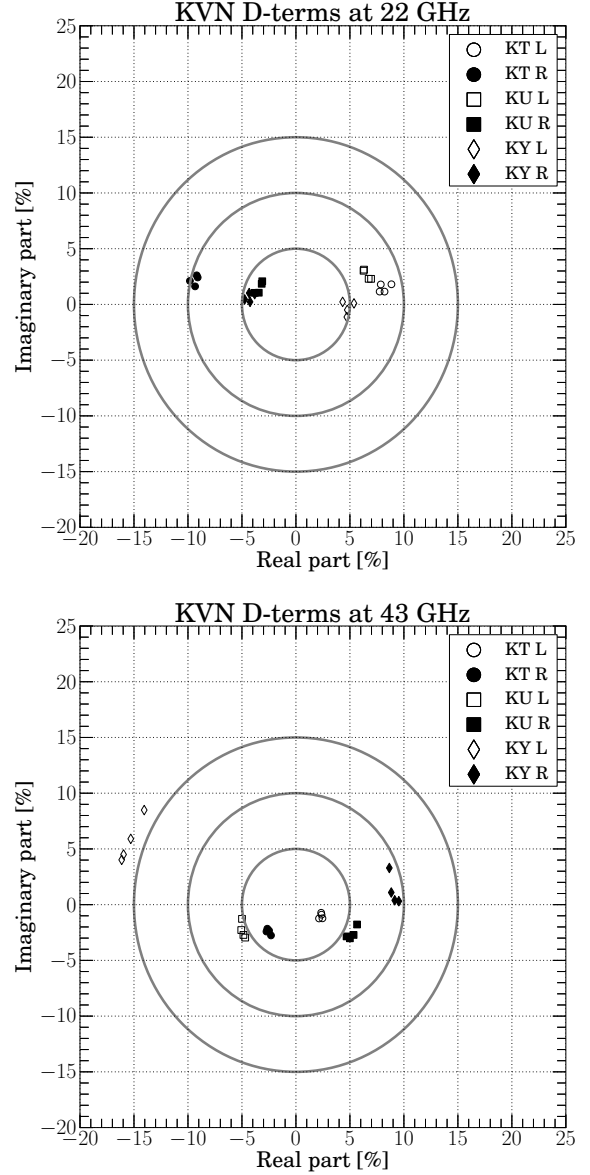 KVN D-terms at 22 GHz
25
20
15
10
5
0
−5
−10
−15
−20
Imaginary part [%]
KT L
KT R
KU L
KU R
KY L
KY R
−20 −15 −10 −5 0 5 10 15 20 25
Real part [%]
KVN D-terms at 43 GHz
25
20
15
10
5
0
−5
−10
−15
−20
Imaginary part [%]
KT L
KT R
KU L
KU R
KY L
KY R
−20 −15 −10 −5 0 5 10 15 20 25
Real part [%]